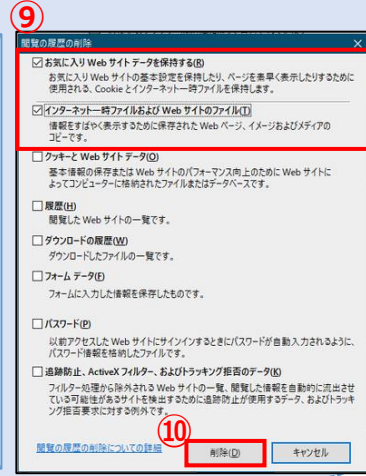 ⑨
閲覧の履歴の削除
お気に入り Web サイト データを保持する(R)
お気に入り Web サイトの基本設定を保持したり、ページを素早く表示したりするために
使用される、Cookie とインターネット一時ファイルを保持します。
インターネット一時ファイルおよび Web サイトのファイル(T)
情報をすばやく表示するために保存された Web ページ、イメージおよびメディアの
コピーです。
クッキーと Web サイト データ(O)
基本情報の保存または Web サイトのパフォーマンス向上のために Web サイトに
よってコンピューターに格納されたファイルまたはデータベースです。
履歴(H)
閲覧した Web サイトの一覧です。
ダウンロードの履歴(W)
ダウンロードしたファイルの一覧です。
フォーム データ(F)
フォームに入力した情報を保存したものです。
パスワード(P)
以前アクセスした Web サイトにサインインするときにパスワードが自動入力されるように、
パスワード情報を格納したファイルです。
追跡防止、ActiveX フィルター、およびトラッキング拒否のデータ(K)
フィルター処理から除外される Web サイトの一覧、閲覧した情報を自動的に流出させ
ている可能性があるサイトを検出するために追跡防止が使用するデータ、およびトラッキ
ング拒否要求に対する例外です。
⑩
閲覧の履歴の削除についての詳細
削除(D)
キャンセル